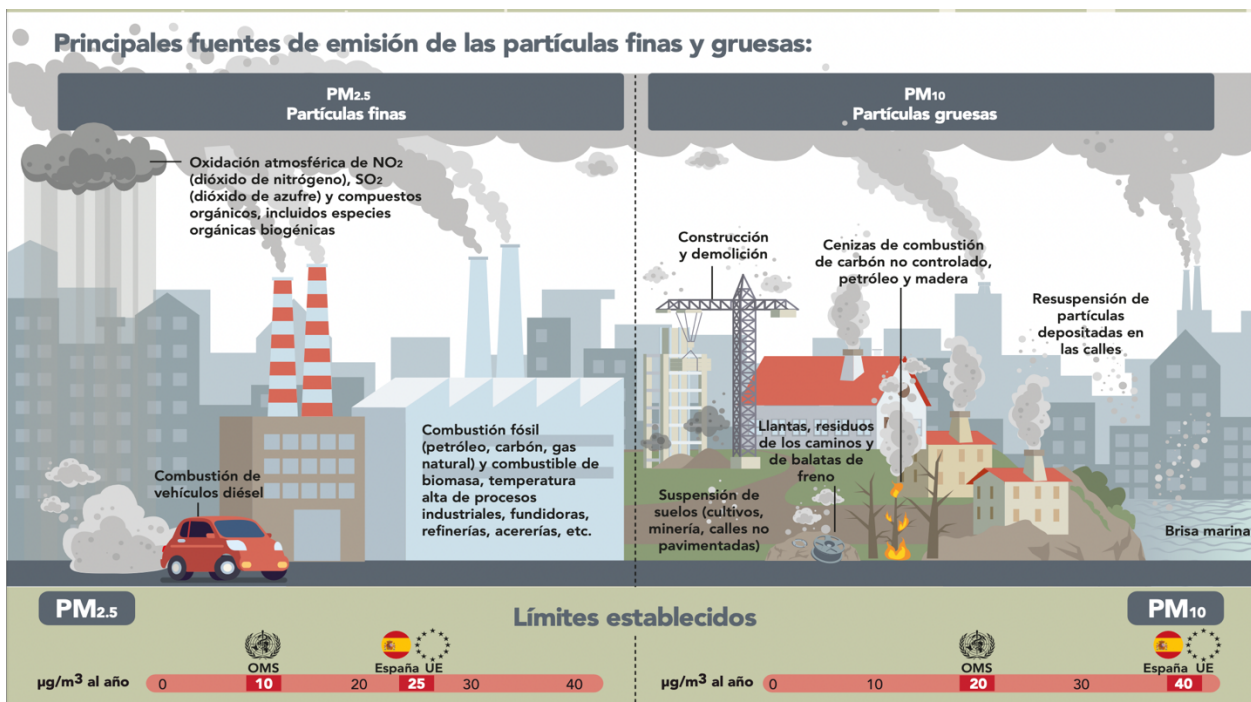 Principales fuentes de emisión de las partículas finas y gruesas:
PM2.5
Partículas finas
Oxidación atmosférica de NO2
(dióxido de nitrógeno), SO2
(dióxido de azufre) y compuestos
orgánicos, incluidos especies
orgánicas biogénicas
Combustión de
vehículos diésel
Combustión fósil
(petróleo, carbón, gas
natural) y combustible de
biomasa, temperatura
alta de procesos
industriales, fundidoras,
refinerías, acererías, etc.
PM10
Partículas gruesas
Construcción
y demolición
Cenizas de combustión
de carbón no controlado,
petróleo y madera
Resuspensión de
partículas
depositadas en
las calles
Llantas, residuos
de los caminos y
de balatas de
freno
Suspensión de
suelos (cultivos,
minería, calles no
pavimentadas)
Brisa marina
PM2.5
Límites establecidos
PM10
OMS
España UE
µg/m3 al año 0 10 20 25 30 40
OMS
España UE
µg/m3 al año 0 10 20 30 40